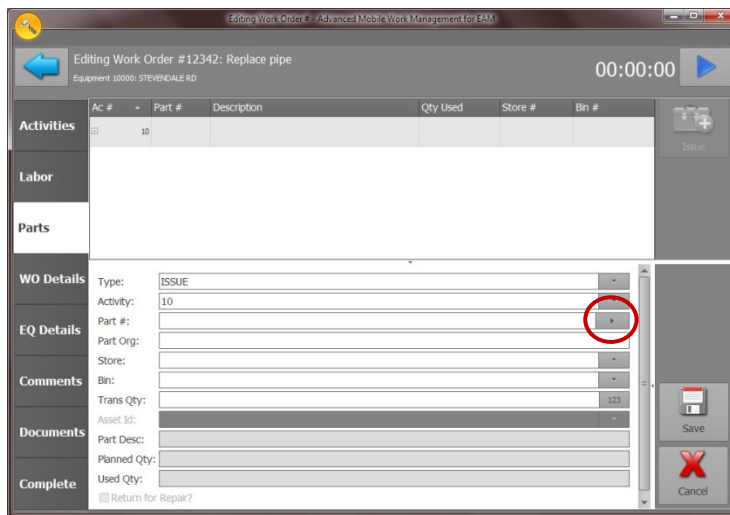 Editing Work Order # - Advanced Mobile Work Management for EAM
Editing Work Order #12342: Replace pipe
Equipment 10000: STEVENDALE RD
00:00:00
Ac # Part # Description Qty Used Store # Bin #
10
Issue
Activities
Labor
Parts
WO Details
EQ Details
Comments
Documents
Complete
Type: ISSUE
Activity: 10
Part #:
Part Org:
Store:
Bin:
Trans Qty: 123
Asset Id:
Part Desc:
Planned Qty:
Used Qty:
Return for Repair?
Save
Cancel